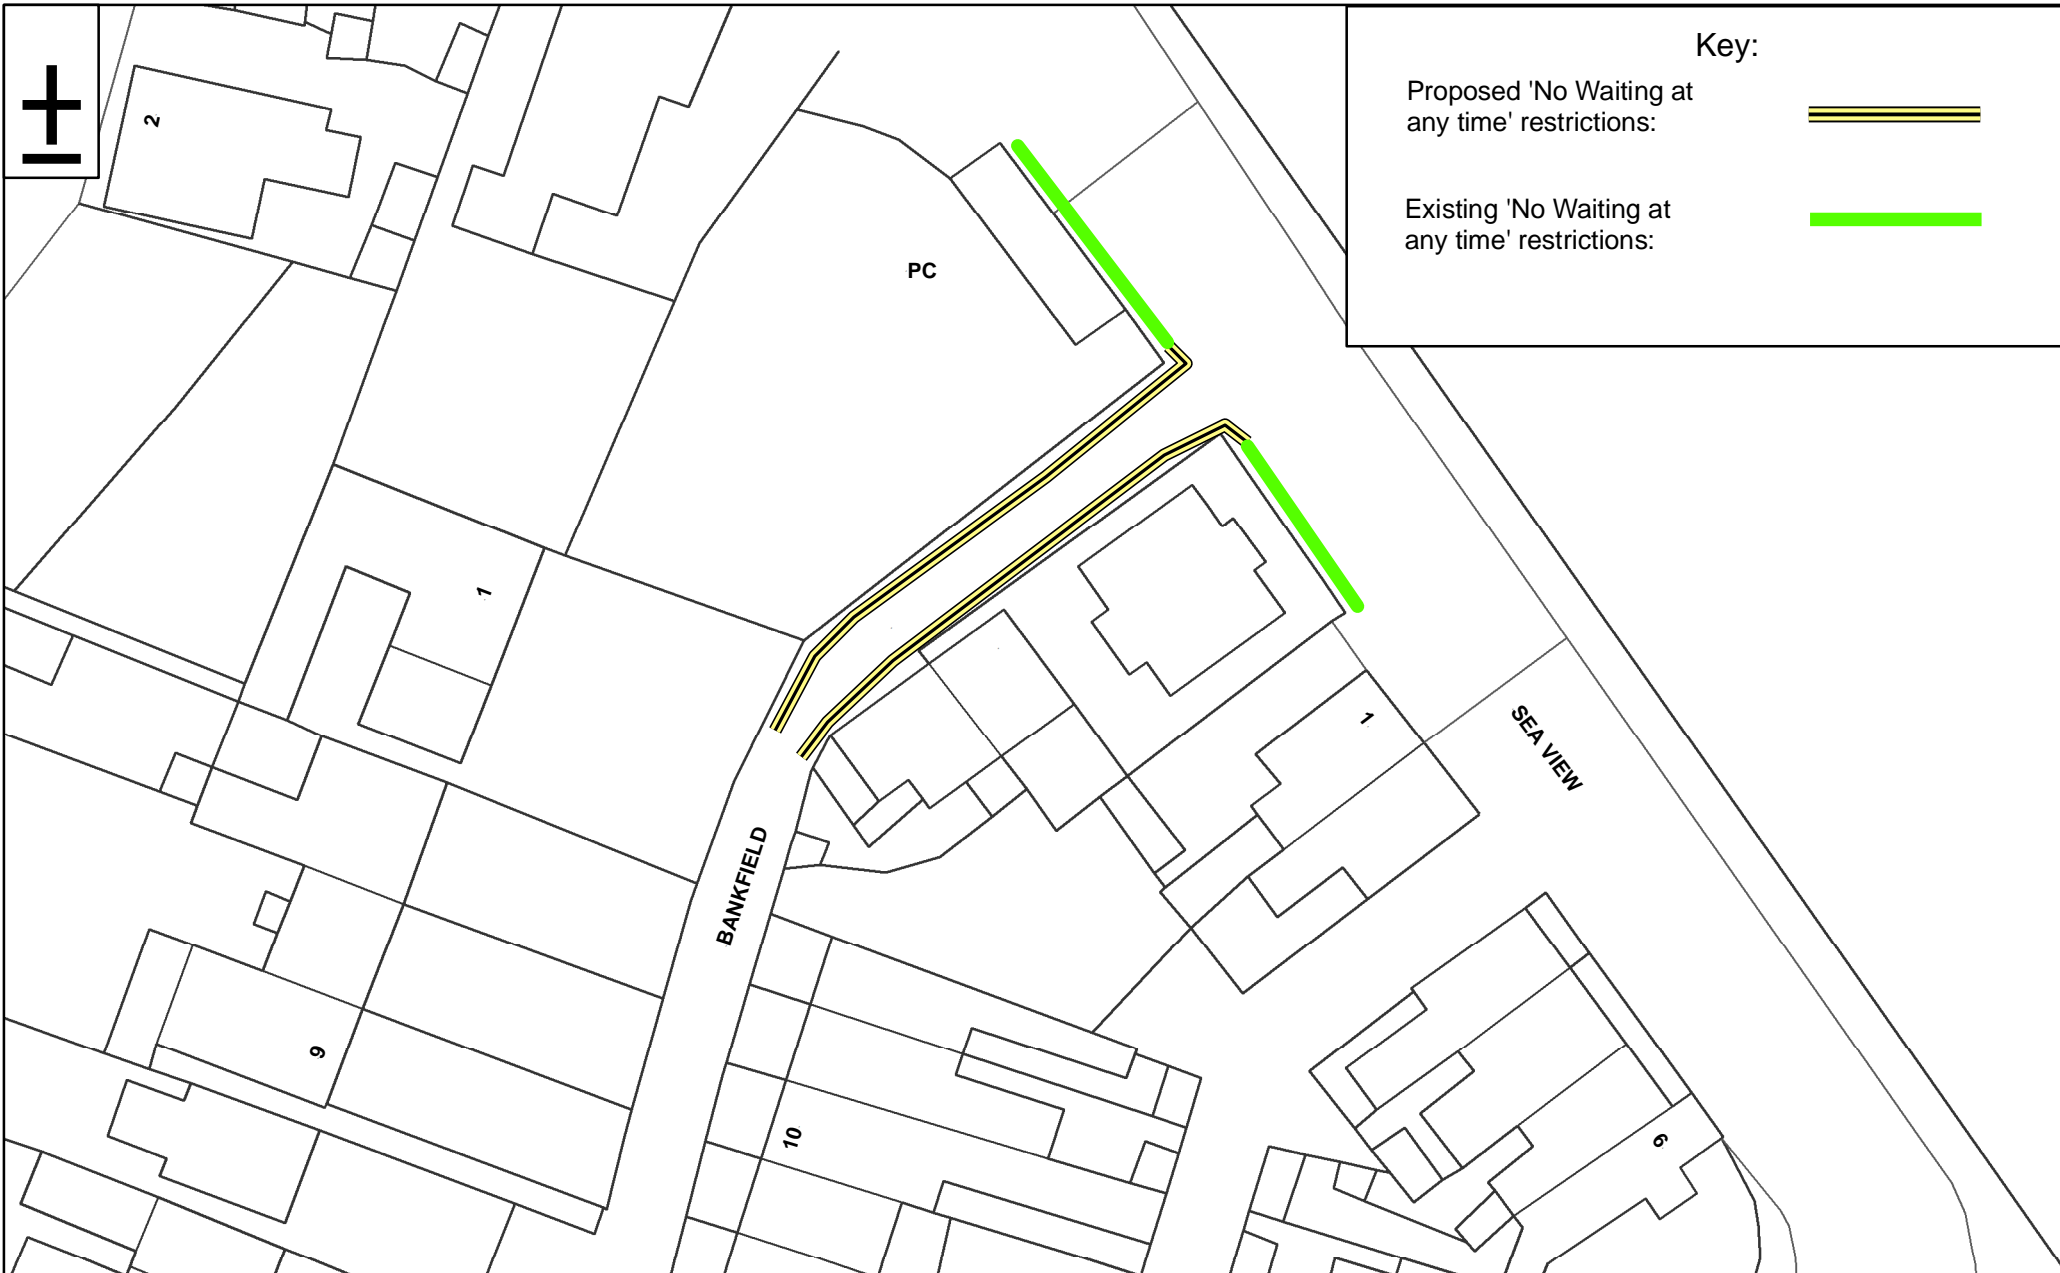 Key:
Proposed 'No Waiting at
any time' restrictions:
Existing 'No Waiting at
any time' restrictions:
2
PC
1
1
SEA VIEW
BANKFIELD
9
10
6